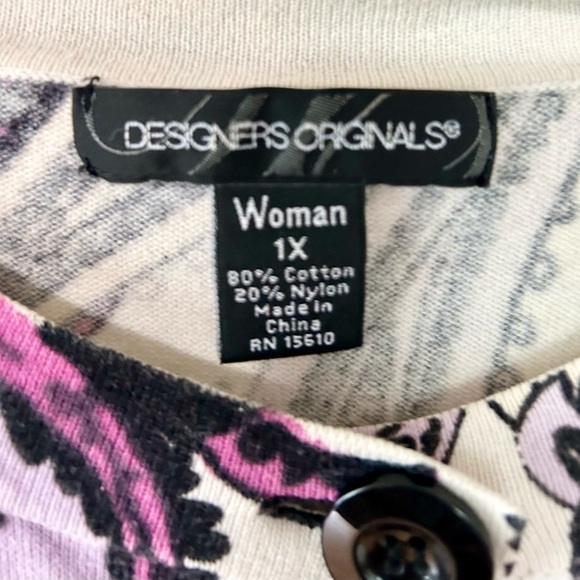 DESIGNERS ORIGINALS®
Woman
1X
80% Cotton
20% Nylon
Made In
China
RN 15610